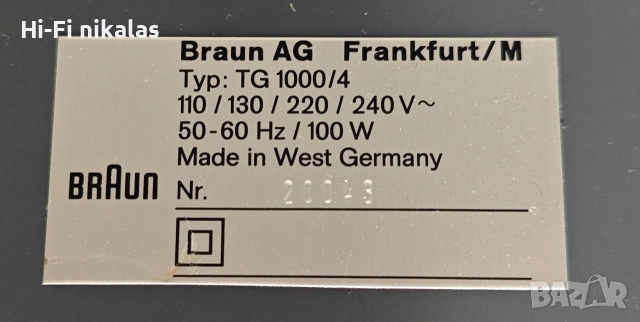 Hi-Fi nikalas
Braun AG Frankfurt/M
Typ: TG 1000/4
110 / 130 / 220 / 240 V~
50-60 Hz / 100 W
Made in West Germany
BRAUN
Nr.
BAZAR